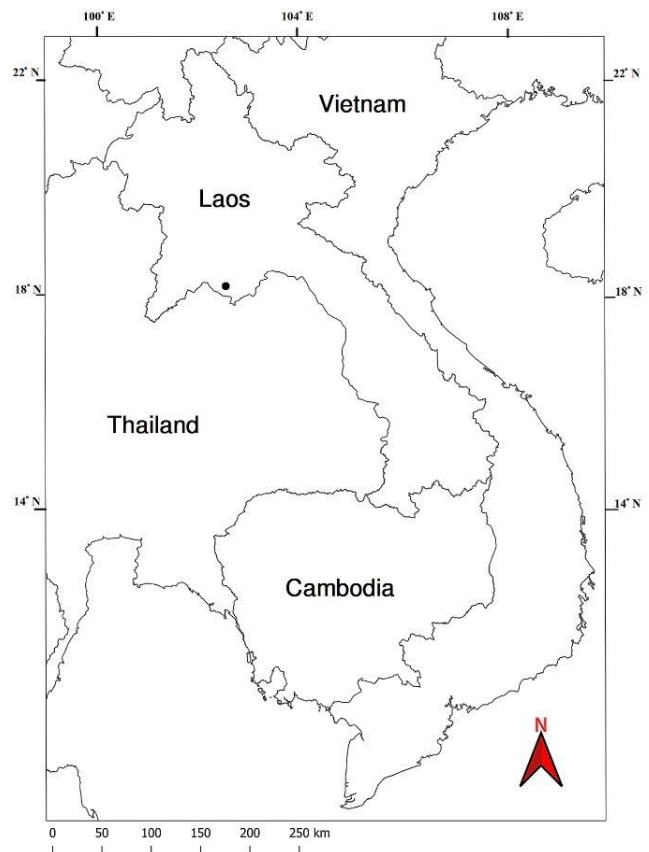 100° E 104° E 108° E
22° N 22° N
Vietnam
Laos
18° N 18° N
Thailand
14° N 14° N
Cambodia
N
0 50 100 150 200 250 km